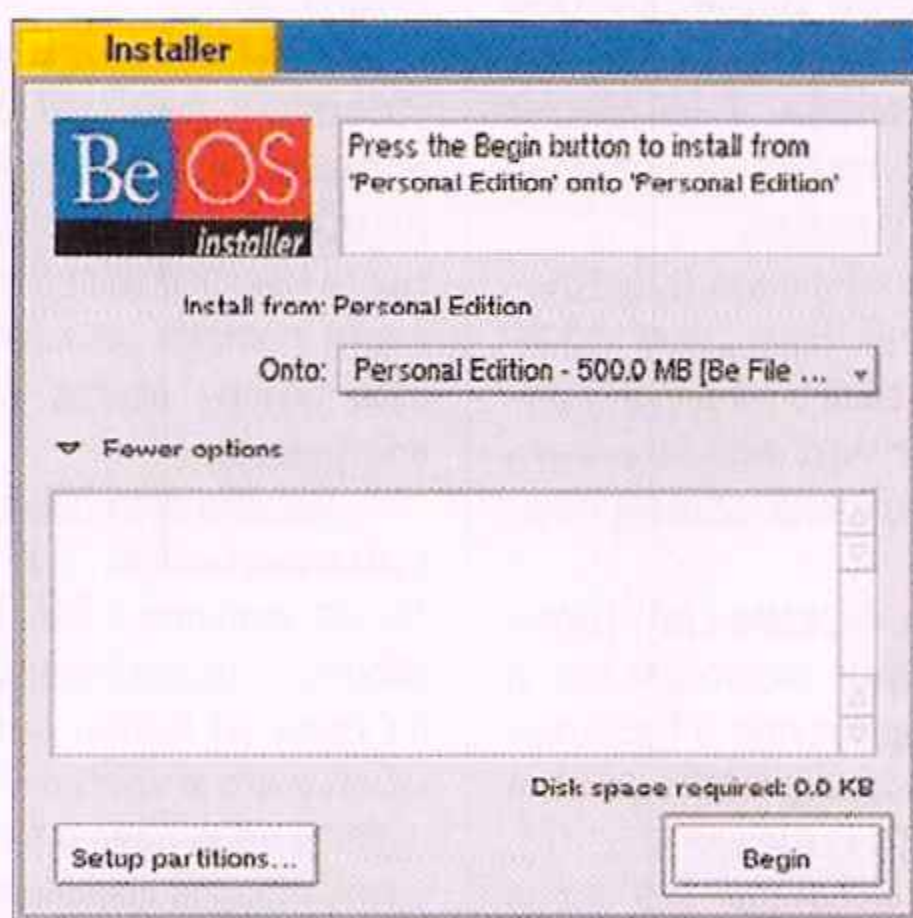 Installer
Be OS
installer
Press the Begin button to install from
'Personal Edition' onto 'Personal Edition'
Install from: Personal Edition
Onto: Personal Edition - 500.0 MB [Be File ...
Fewer options
Disk space required: 0.0 KB
Setup partitions...
Begin